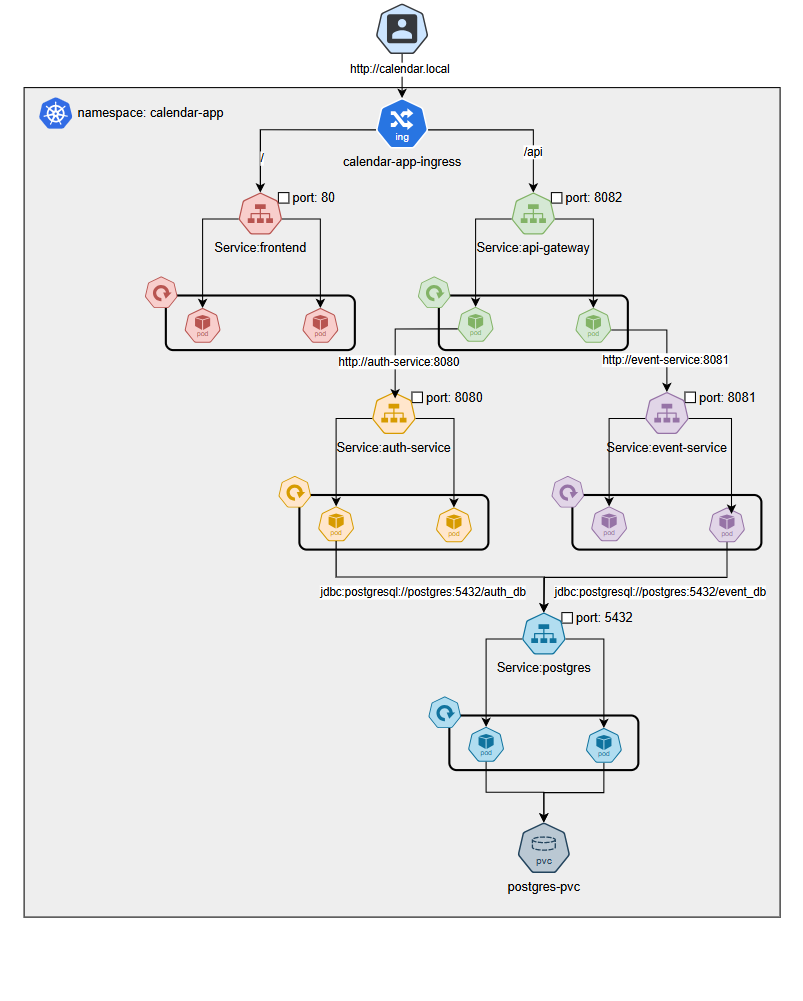 http://calendar.local
namespace: calendar-app
ing
calendar-app-ingress
/
/api
port: 80
port: 8082
Service:frontend
Service:api-gateway
pod
pod
pod
pod
http://auth-service:8080
http://event-service:8081
port: 8080
port: 8081
Service:auth-service
Service:event-service
pod
pod
pod
pod
jdbc:postgresql://postgres:5432/auth_db
jdbc:postgresql://postgres:5432/event_db
port: 5432
Service:postgres
pod
pod
pvc
postgres-pvc